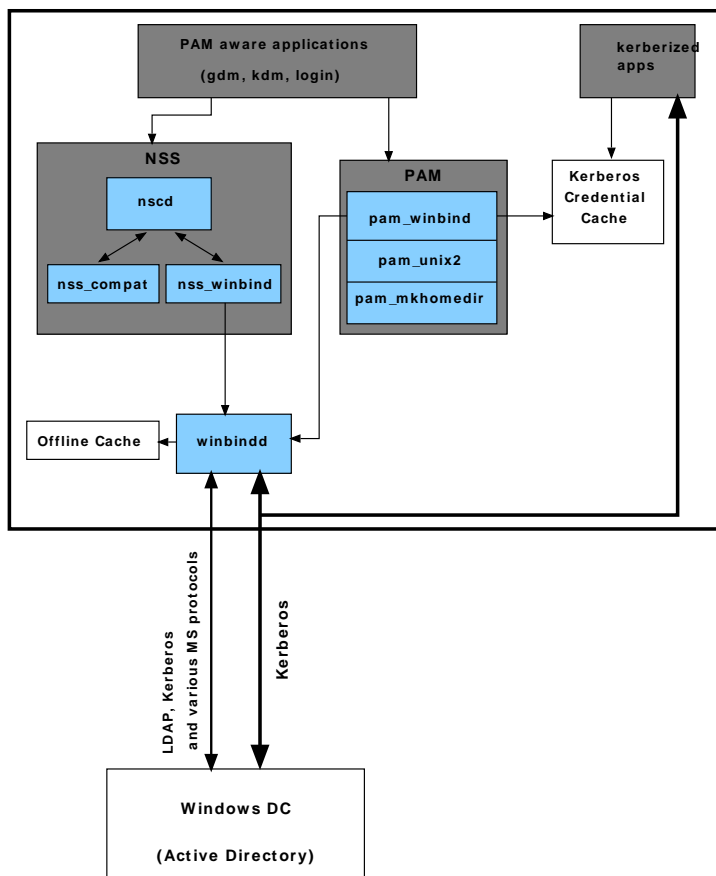 PAM aware applications
(gdm, kdm, login)
kerberized
apps
NSS
nscd
nss_compat
nss_winbind
PAM
pam_winbind
pam_unix2
pam_mkhomedir
Kerberos
Credential
Cache
Offline Cache
winbindd
LDAP, Kerberos
and various MS protocols
Kerberos
Windows DC
(Active Directory)